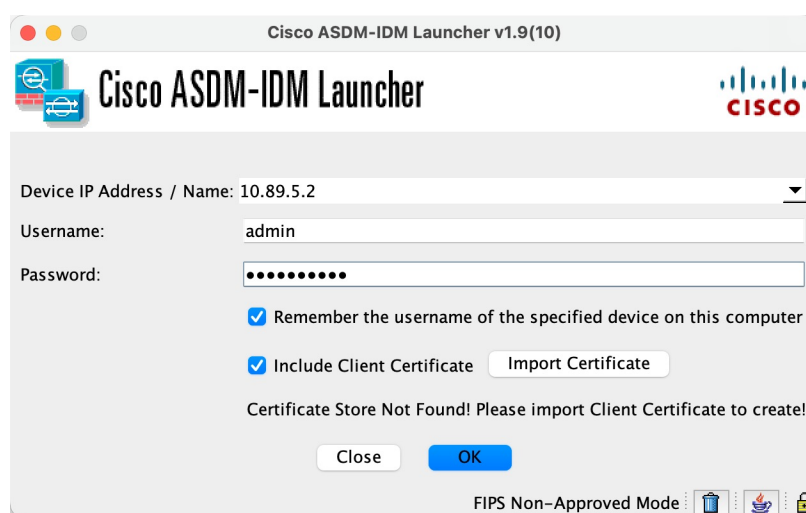 Cisco ASDM-IDM Launcher v1.9(10)
Cisco ASDM-IDM Launcher
CISCO
Device IP Address / Name: 10.89.5.2
Username: admin
Password: ••••••••••
Remember the username of the specified device on this computer
Include Client Certificate Import Certificate
Certificate Store Not Found! Please import Client Certificate to create!
Close OK
FIPS Non-Approved Mode